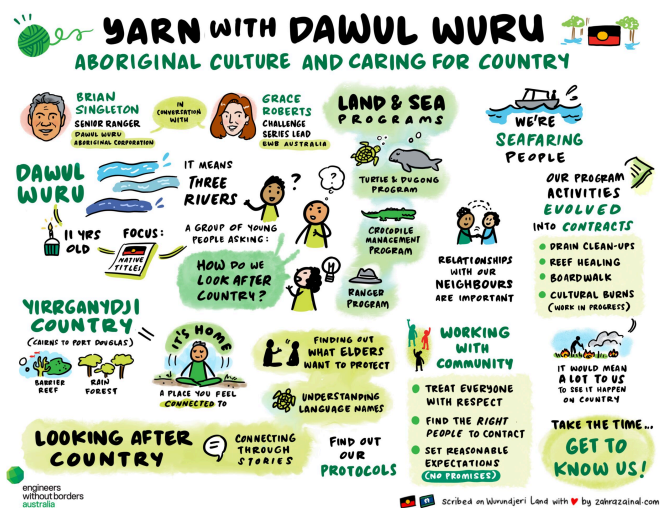 YARN WITH DAWUL WURU
ABORIGINAL CULTURE AND CARING FOR COUNTRY
BRIAN
SINGLETON
SENIOR RANGER
DAWUL WURU
ABORIGINAL CORPORATION
IN
CONVERSATION
WITH
GRACE
ROBERTS
CHALLENGE
SERIES LEAD
EWB AUSTRALIA
DAWUL
WURU
IT MEANS
THREE
RIVERS
11 YRS
OLD
FOCUS:
NATIVE
TITLE!
A GROUP OF YOUNG
PEOPLE ASKING:
?
?
HOW DO WE
LOOK AFTER
COUNTRY?
LAND & SEA
PROGRAMS
TURTLE & DUGONG
PROGRAM
CROCODILE
MANAGEMENT
PROGRAM
RANGER
PROGRAM
WE'RE
SEAFARING
PEOPLE
RELATIONSHIPS
WITH OUR
NEIGHBOURS
ARE IMPORTANT
OUR PROGRAM
ACTIVITIES
EVOLVED
INTO CONTRACTS
DRAIN CLEAN-UPS
REEF HEALING
BOARDWALK
CULTURAL BURNS
(WORK IN PROGRESS)
IT WOULD MEAN
A LOT TO US
TO SEE IT HAPPEN
ON COUNTRY
YIRRGANYDJI
COUNTRY
(CAIRNS TO PORT DOUGLAS)
BARRIER
REEF
RAIN
FOREST
IT'S HOME
A PLACE YOU FEEL
CONNECTED TO
FINDING OUT
WHAT ELDERS
WANT TO PROTECT
UNDERSTANDING
LANGUAGE NAMES
LOOKING AFTER
COUNTRY
CONNECTING
THROUGH
STORIES
FIND OUT
OUR
PROTOCOLS
WORKING
WITH
COMMUNITY
TREAT EVERYONE
WITH RESPECT
FIND THE RIGHT
PEOPLE TO CONTACT
SET REASONABLE
EXPECTATIONS
(NO PROMISES)
TAKE THE TIME...
GET TO
KNOW US!
engineers
without borders
australia
scribed on Wurundjeri Land with ♥ by zahrazainal.com